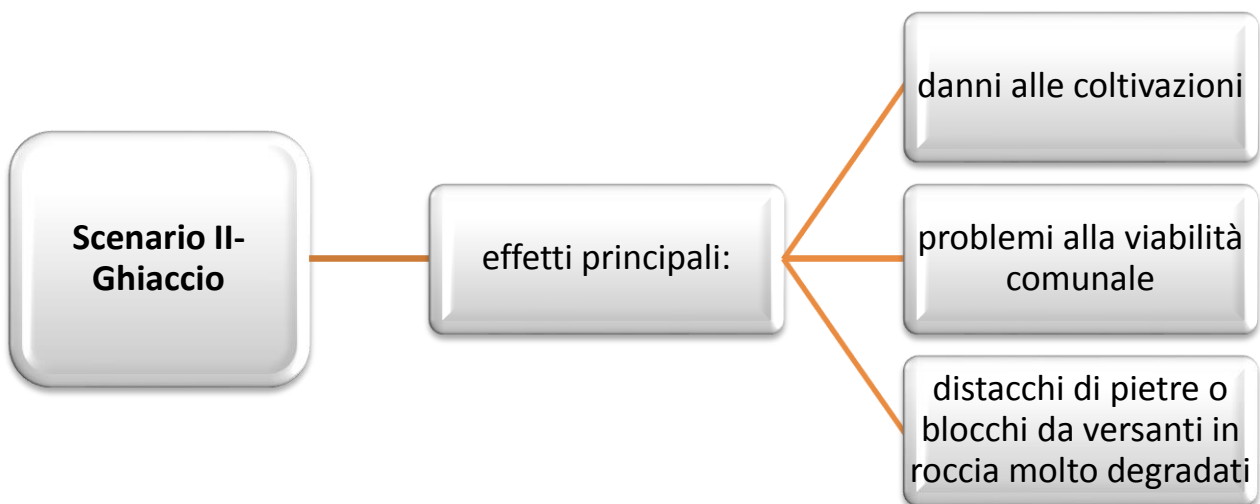 Scenario II-
Ghiaccio
effetti principali:
danni alle coltivazioni
problemi alla viabilità
comunale
distacchi di pietre o
blocchi da versanti in
roccia molto degradati